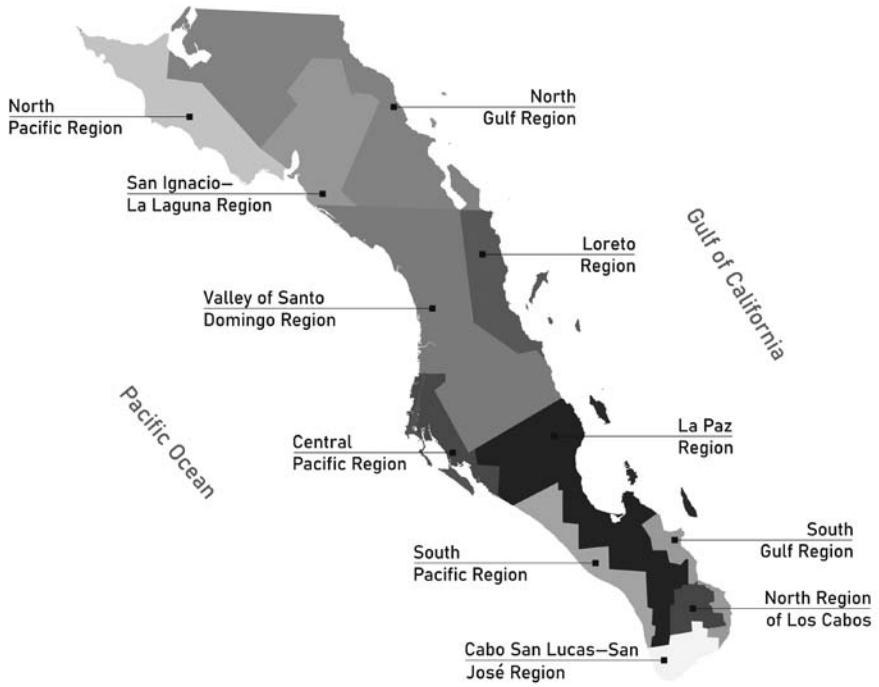 North
Pacific Region
North
Gulf Region
San Ignacio—
La Laguna Region
Loreto
Region
Gulf of California
Valley of Santo
Domingo Region
Pacific Ocean
La Paz
Region
Central
Pacific Region
South
Gulf Region
South
Pacific Region
North Region
of Los Cabos
Cabo San Lucas—San
José Region